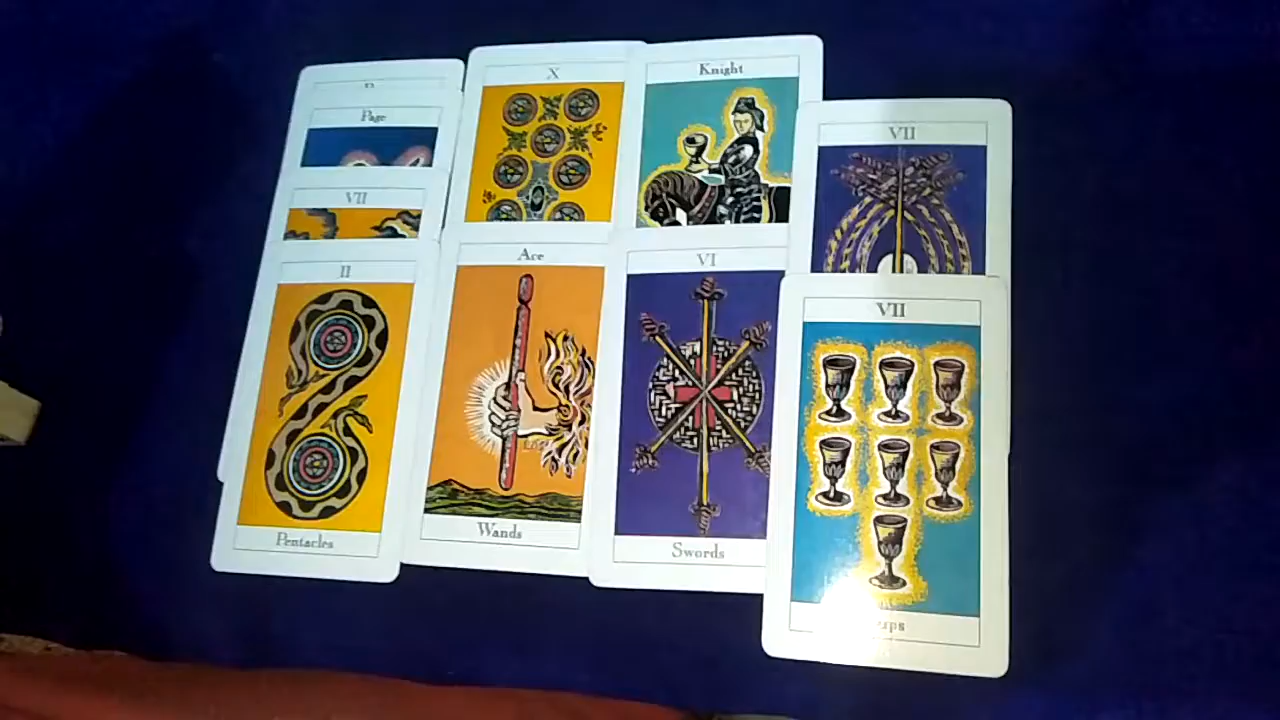 Page
VII
II
Pentacles
X
Ace
Wands
Knight
VI
Swords
VII
VII